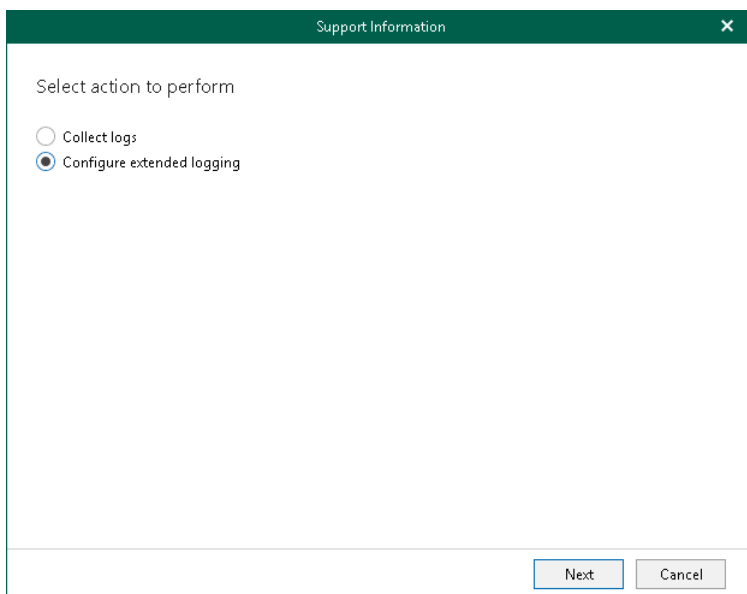 Support Information
Select action to perform
Collect logs
Configure extended logging
Next
Cancel